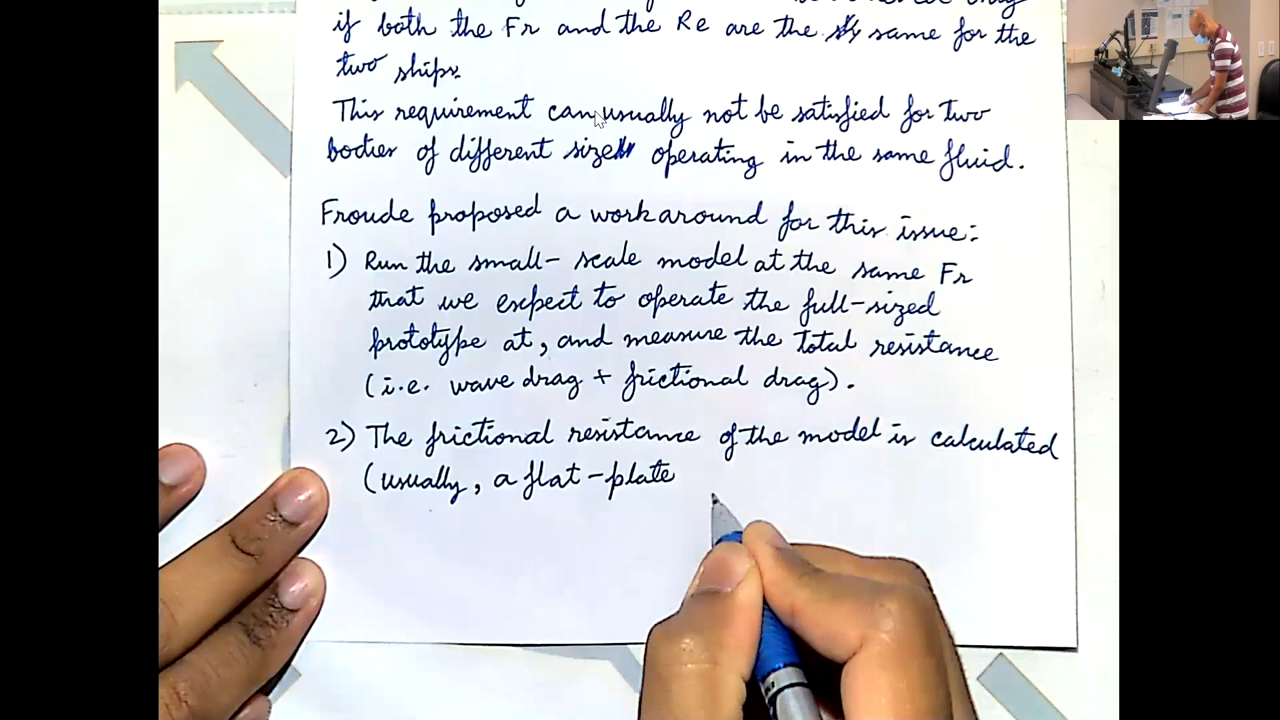 if both the Fr and the Re are the same for the
two ships.
This requirement can usually not be satisfied for two
bodies of different size operating in the same fluid.
Froude proposed a workaround for this issue:
1) Run the small-scale model at the same Fr
that we expect to operate the full-sized
prototype at, and measure the total resistance
(i.e. wave drag + frictional drag).
2) The frictional resistance of the model is calculated
(usually, a flat-plate